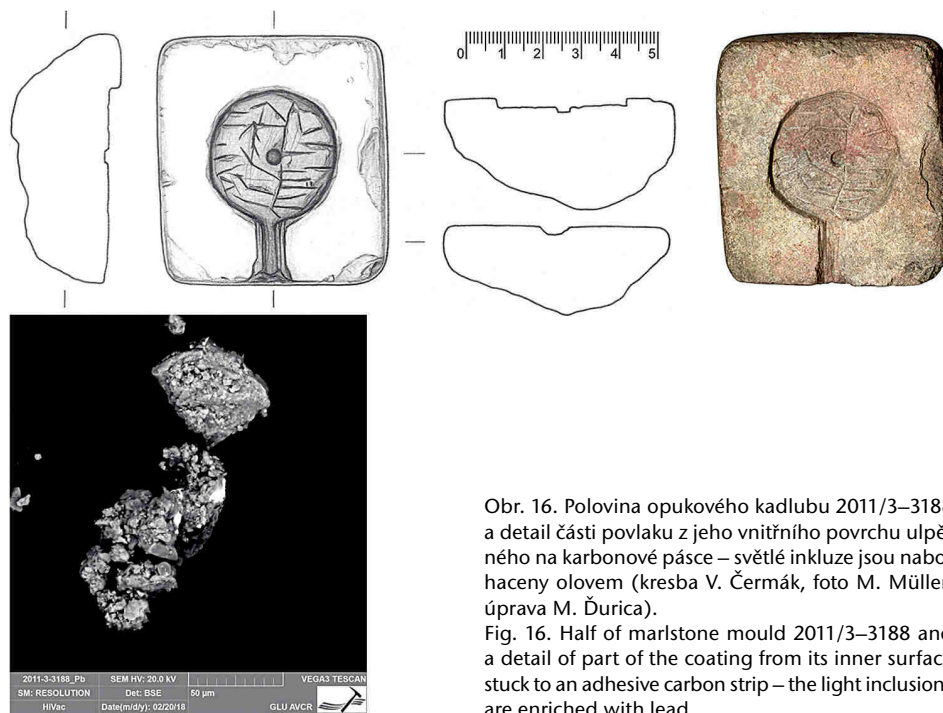 0 1 2 3 4 5
2011-3-3188_Pb SEM HV: 20.0 kV VEGA3 TESCAN
SM: RESOLUTION Det: BSE 50 µm
HiVac Date(m/d/y): 02/20/18 GLU AVCR
Obr. 16. Polovina opukového kadlubu 2011/3–3188
a detail části povlaku z jeho vnitřního povrchu ulpě
ného na karbonové pásce – světlé inkluze jsou nabo
haceny olovem (kresba V. Čermák, foto M. Müller
úprava M. Ďurica).
Fig. 16. Half of marlstone mould 2011/3–3188 and
a detail of part of the coating from its inner surfac
stuck to an adhesive carbon strip – the light inclusion
are enriched with lead.